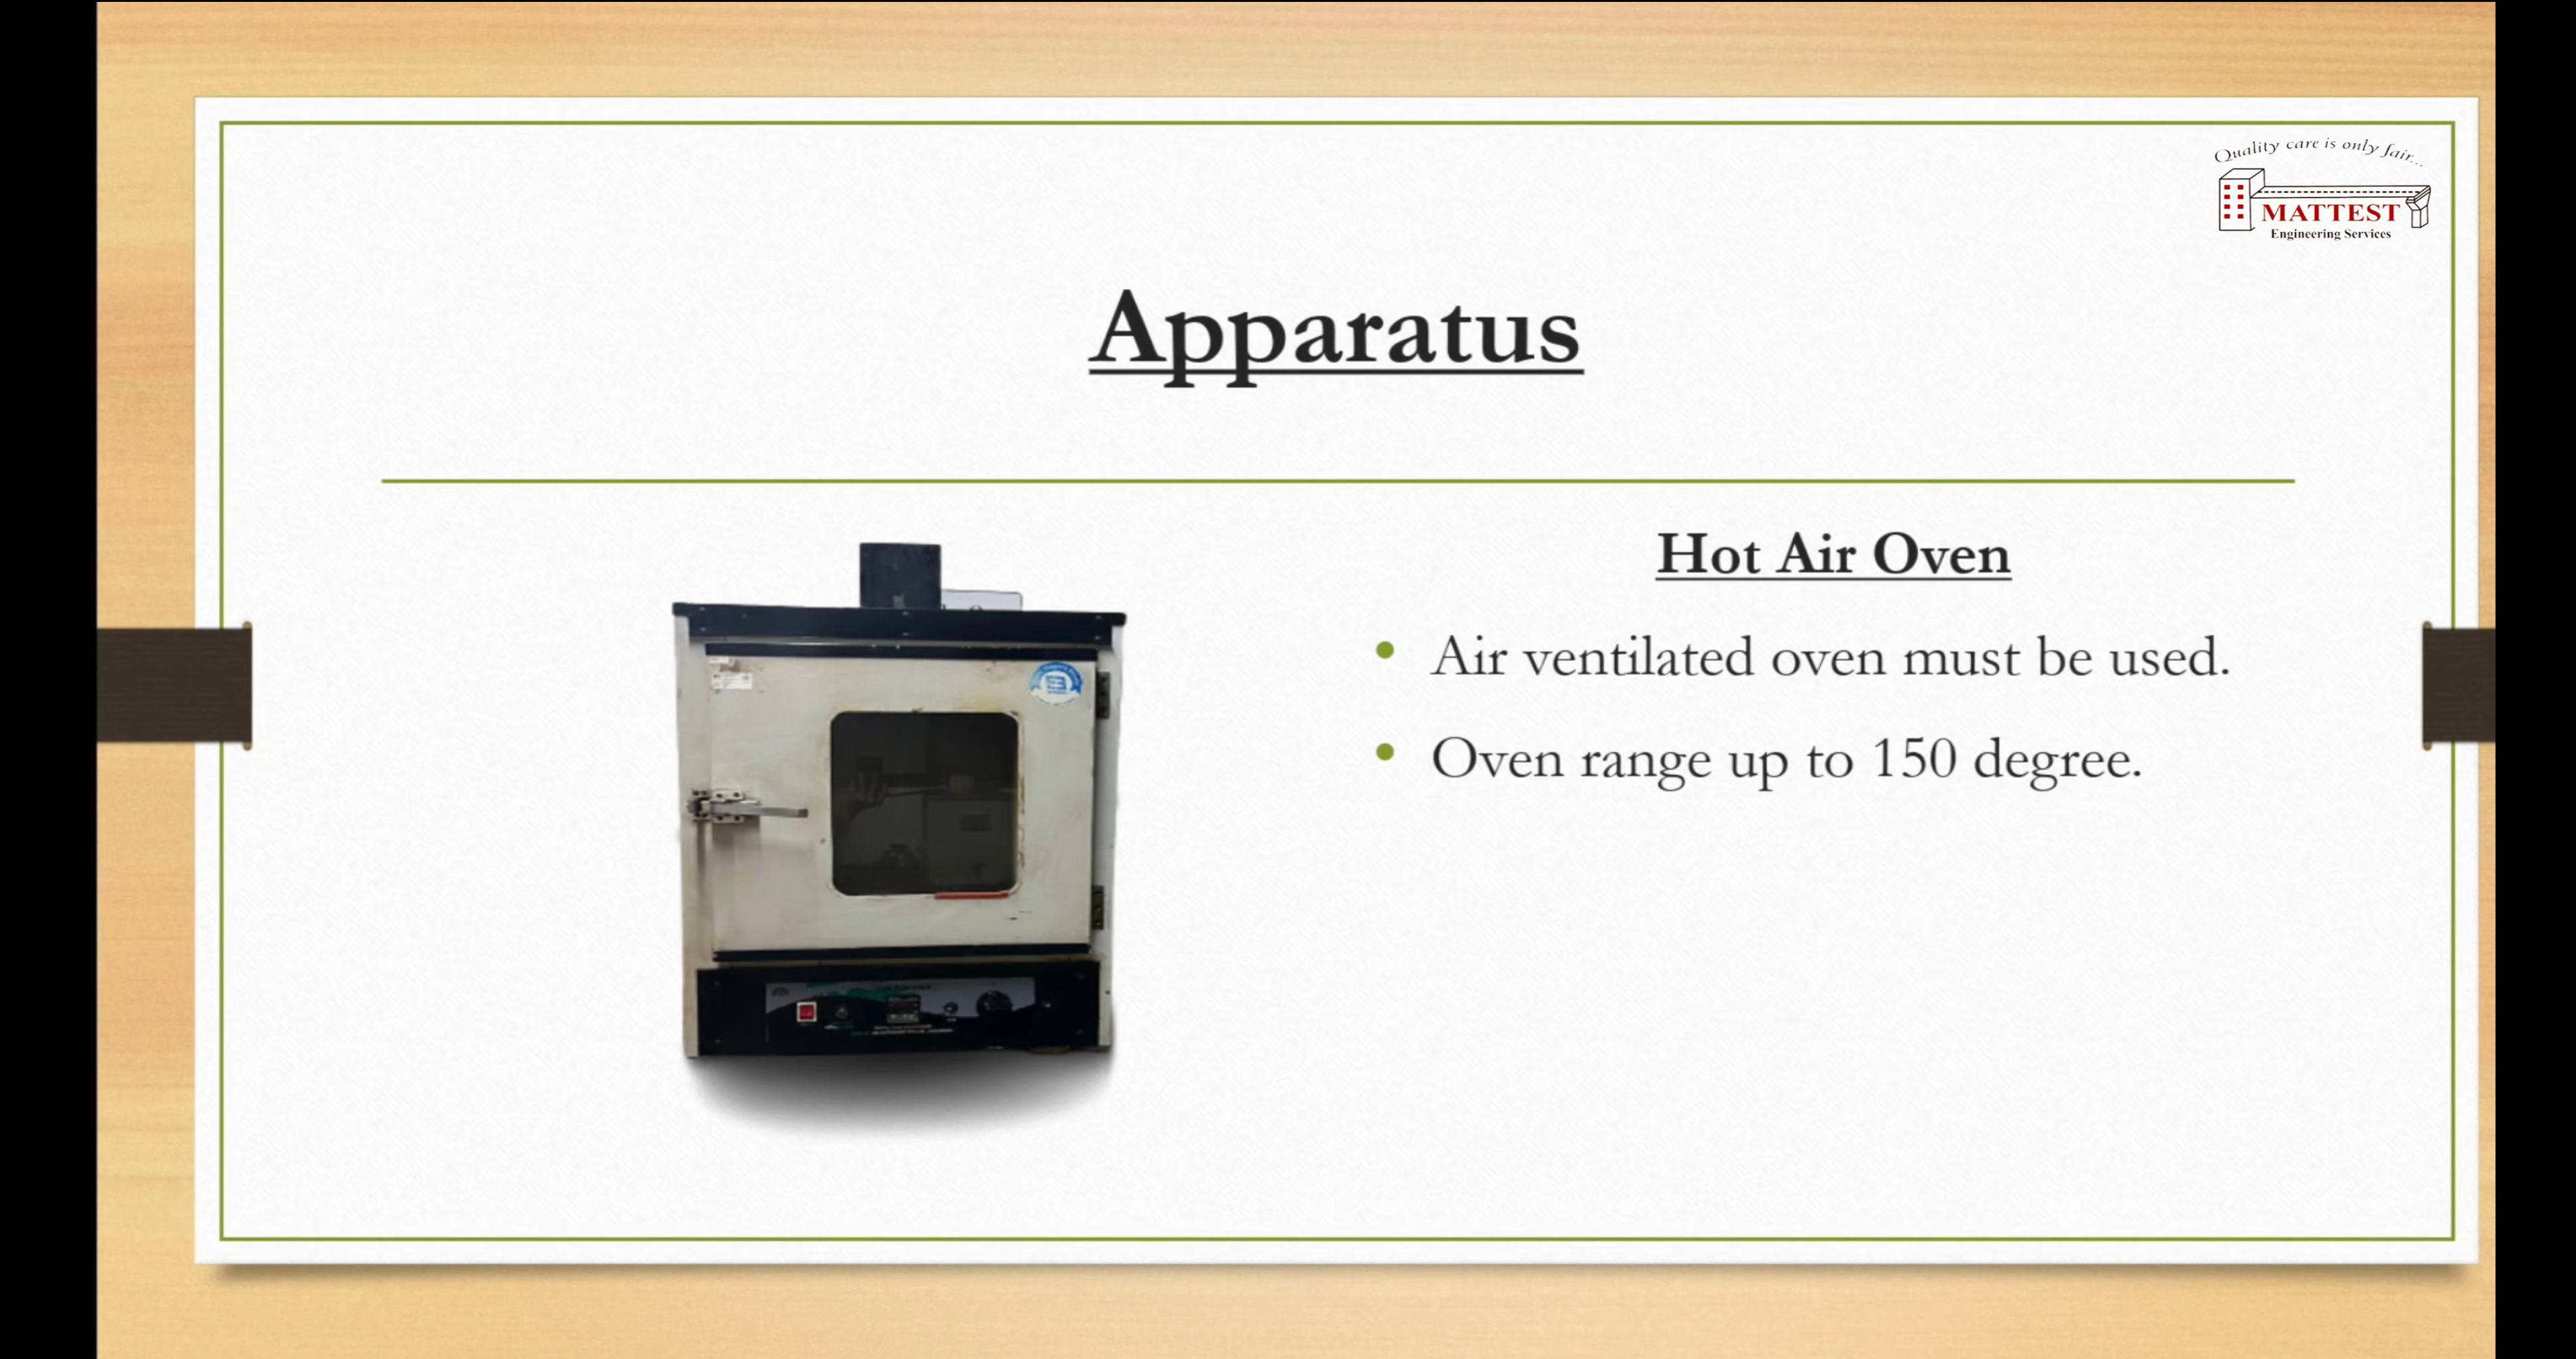 Quality care is only fair...
MATTEST
Engineering Services
Apparatus
Hot Air Oven
• Air ventilated oven must be used.
• Oven range up to 150 degree.